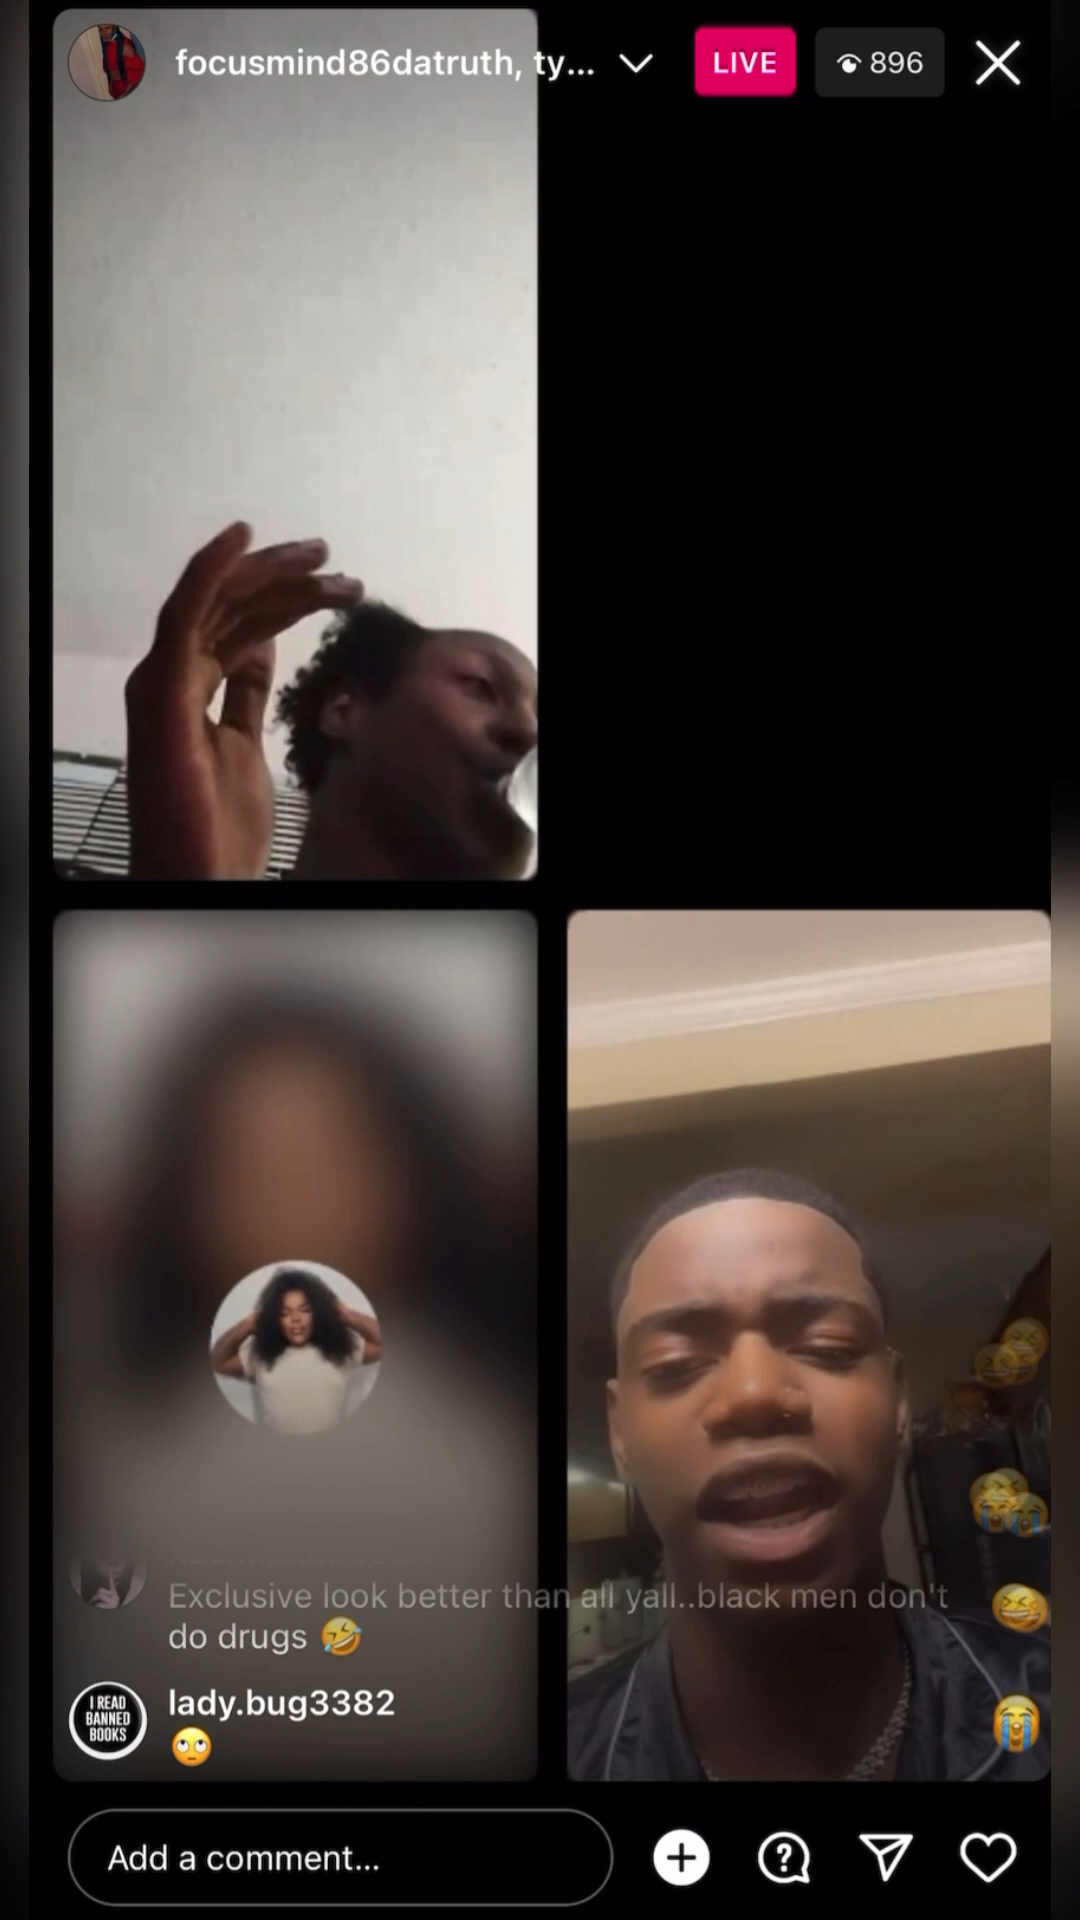 focusmind86datruth, ty...
LIVE
896
Exclusive look better than all yall..black men don't
do drugs 🤣
lady.bug3382
🙄
I READ
BANNED
BOOKS
Add a comment...